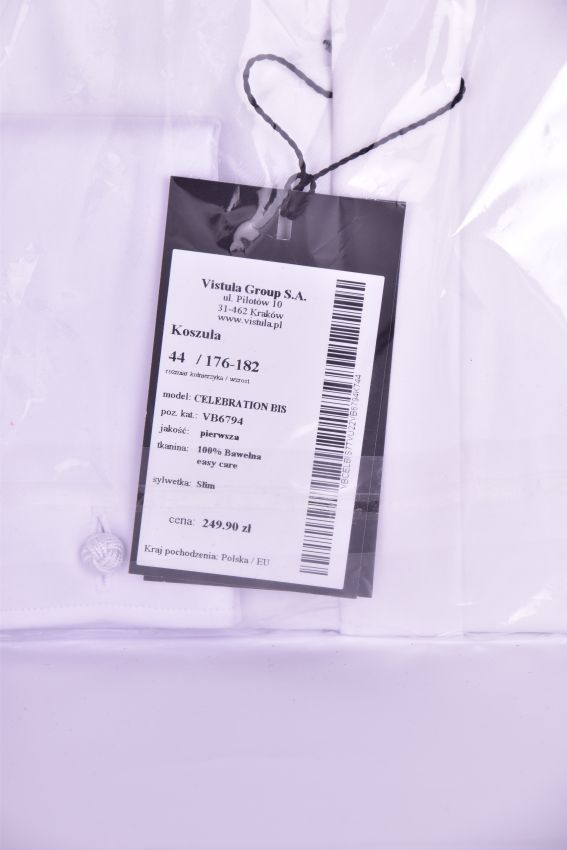 Vistula Group S.A.
ul. Pilotów 10
31-462 Kraków
www.vistula.pl
Koszula
44 / 176-182
rozmiar kołnierzyka / wzrost
model: CELEBRATION BIS
poz. kat.: VB6794
jakość: pierwsza
tkanina: 100% Bawełna
easy care
sylwetka: Slim
cena: 249.90 zł
Kraj pochodzenia: Polska / EU